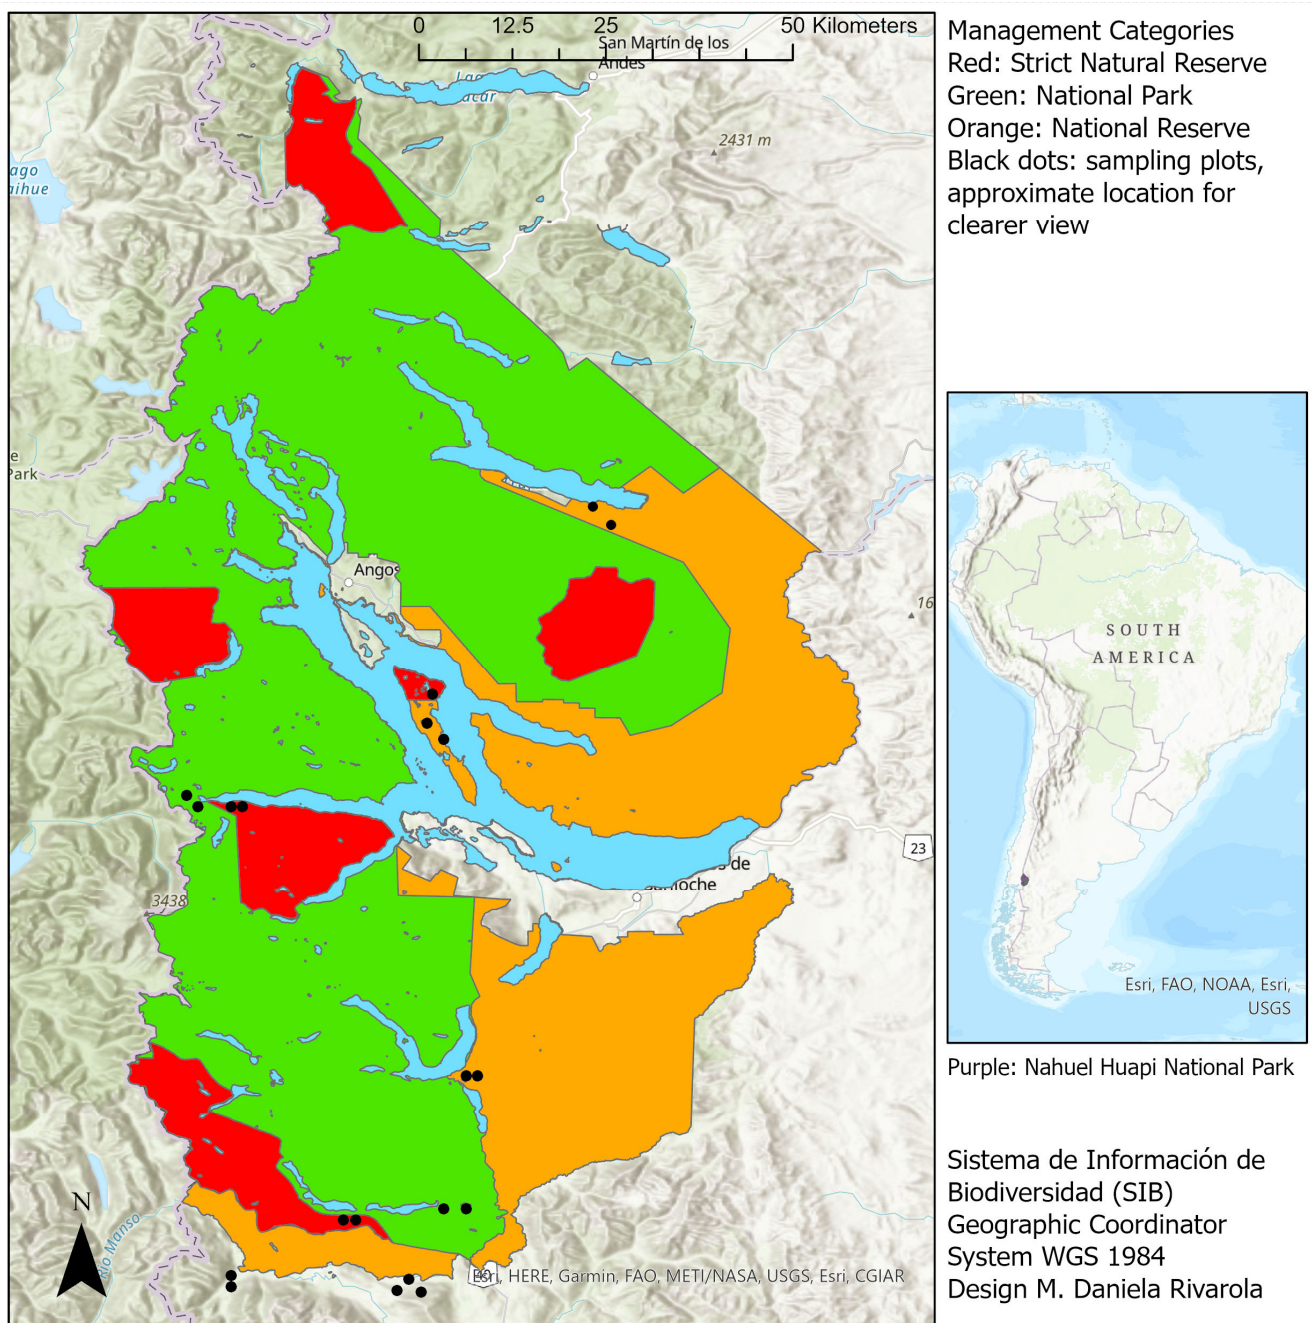 0 12.5 25 50 Kilometers
San Martín de los
Andes
2431 m
Angos
16
23
3438
N
Río Manso
Esri, HERE, Garmin, FAO, METI/NASA, USGS, Esri, CGIAR
Management Categories
Red: Strict Natural Reserve
Green: National Park
Orange: National Reserve
Black dots: sampling plots,
approximate location for
clearer view
SOUTH
AMERICA
Esri, FAO, NOAA, Esri,
USGS
Purple: Nahuel Huapi National Park
Sistema de Información de
Biodiversidad (SIB)
Geographic Coordinator
System WGS 1984
Design M. Daniela Rivarola